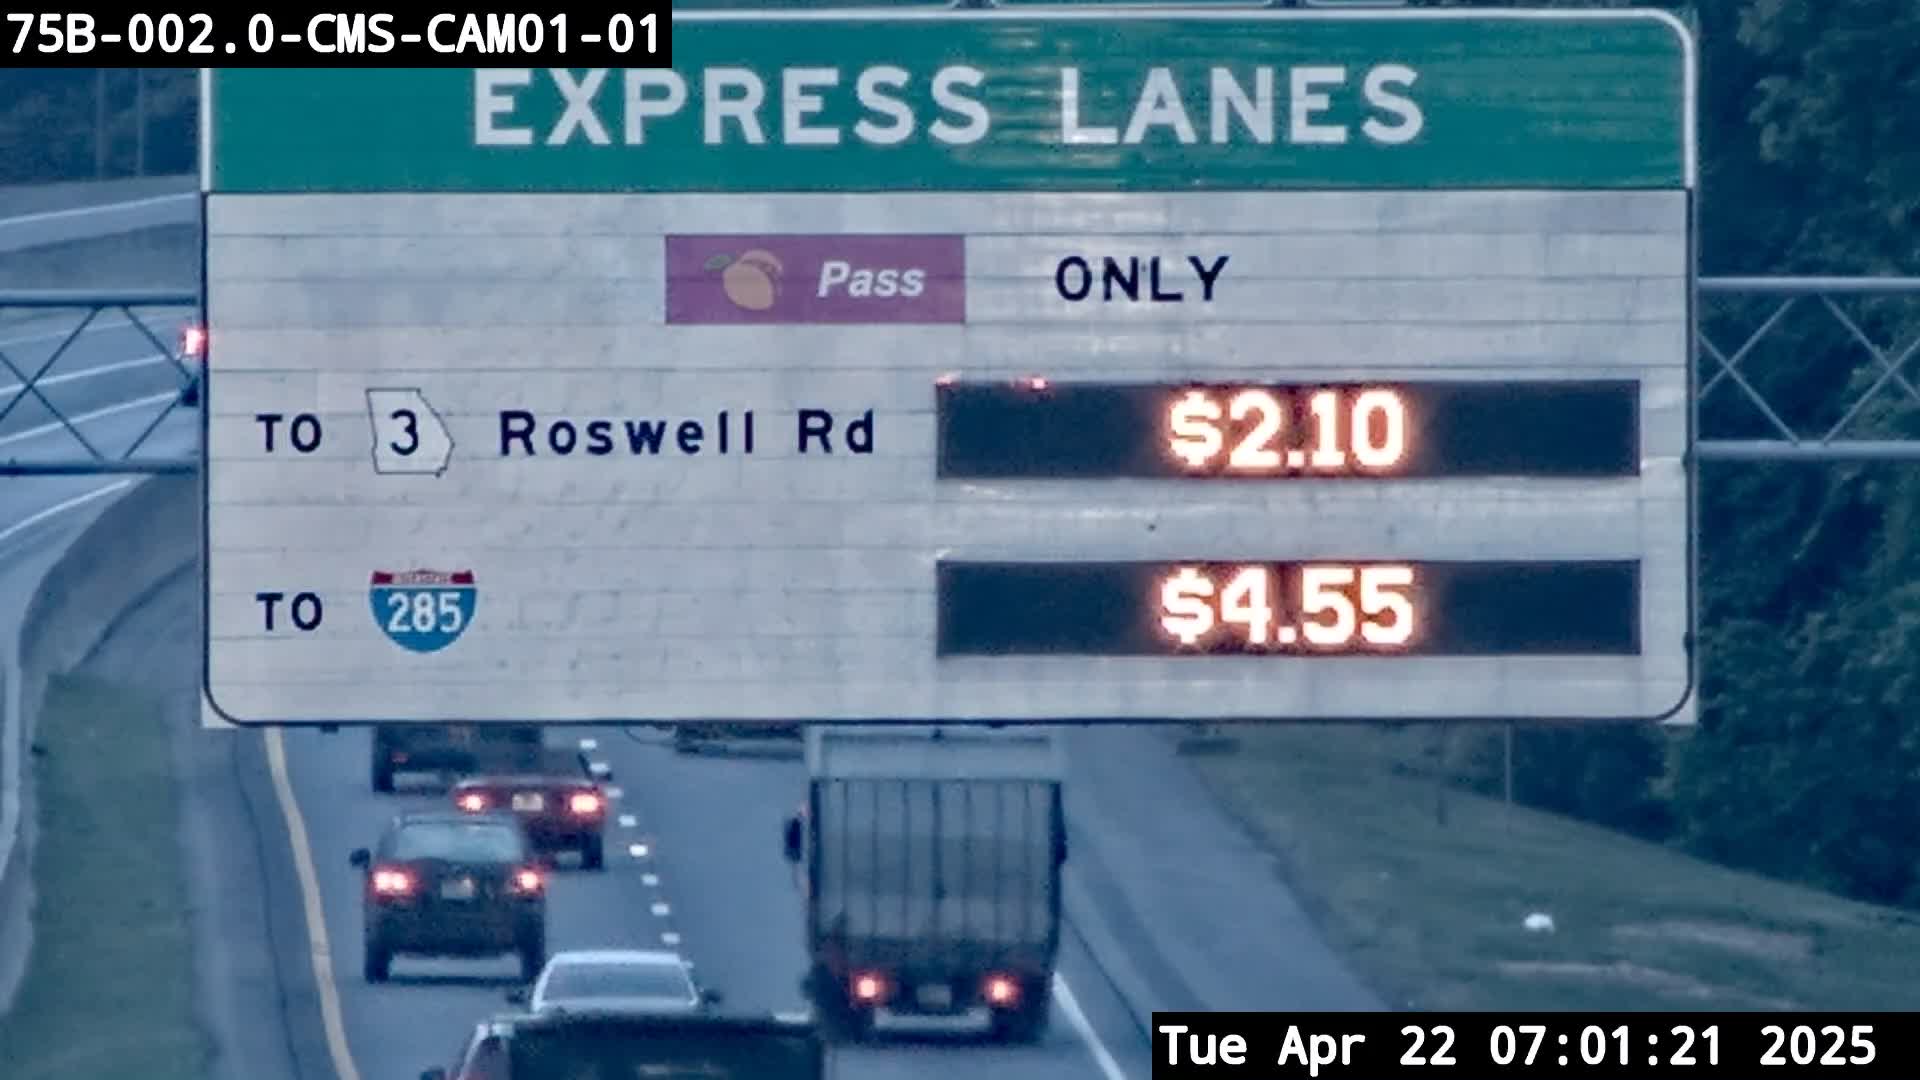 75B-002.0-CMS-CAM01-01
EXPRESS LANES
Pass ONLY
TO 3 Roswell Rd $2.10
TO 285 $4.55
Tue Apr 22 07:01:21 2025